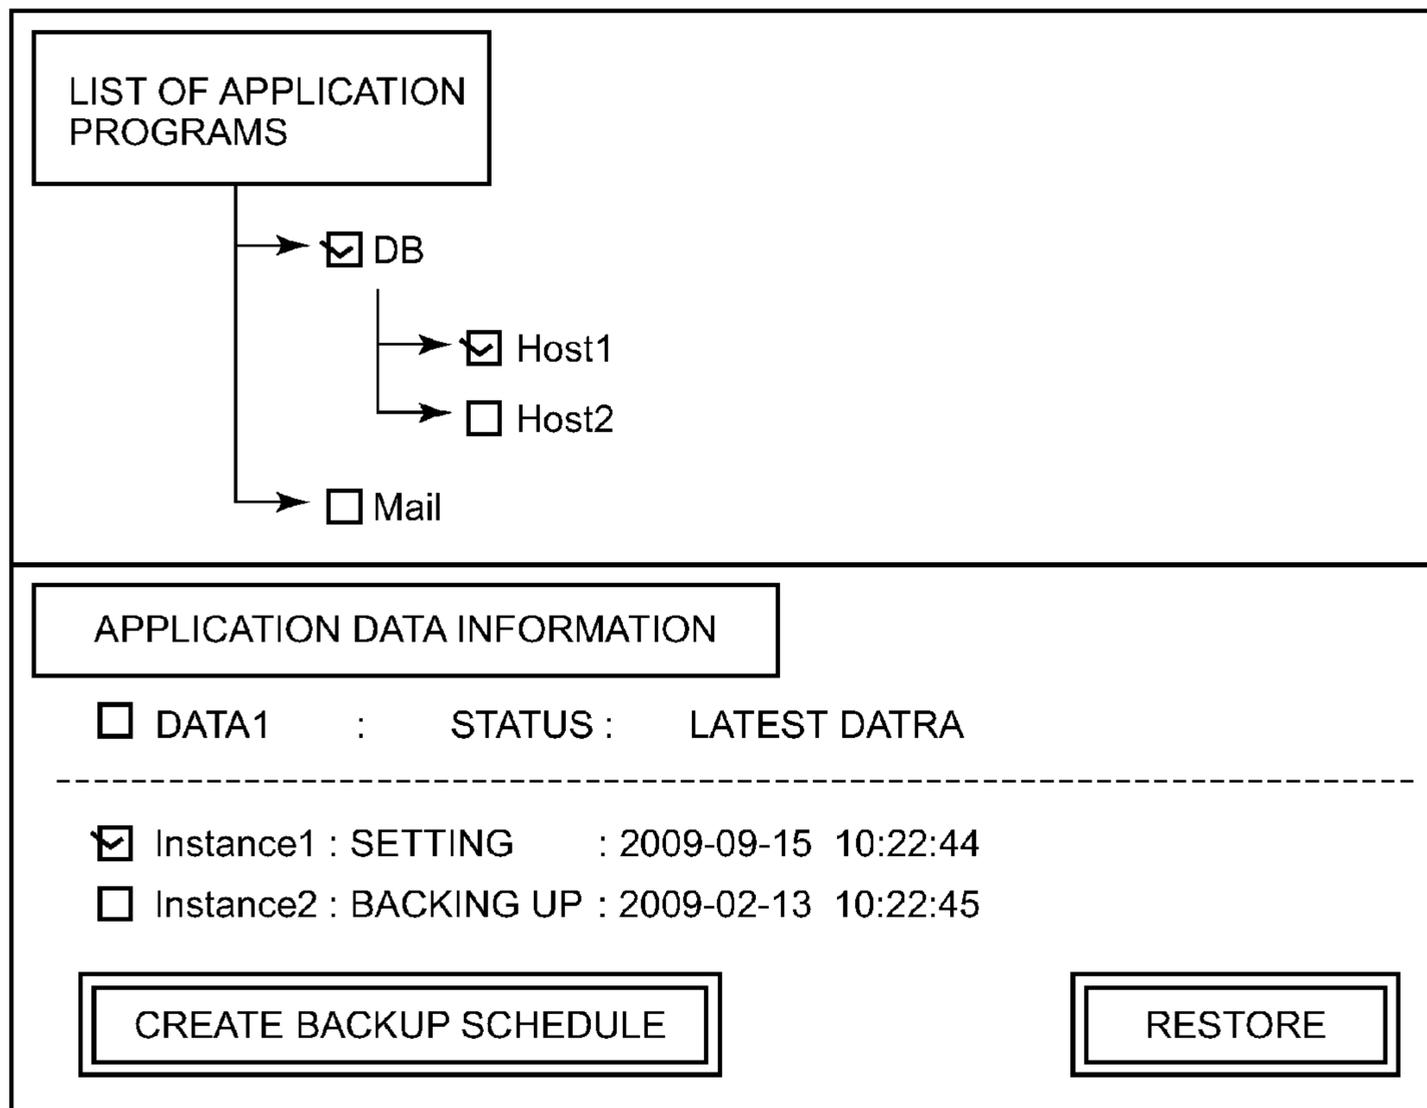 LIST OF APPLICATION
PROGRAMS
DB
Host1
Host2
Mail
APPLICATION DATA INFORMATION
DATA1 : STATUS : LATEST DATRA
Instance1 : SETTING : 2009-09-15 10:22:44
Instance2 : BACKING UP : 2009-02-13 10:22:45
CREATE BACKUP SCHEDULE RESTORE